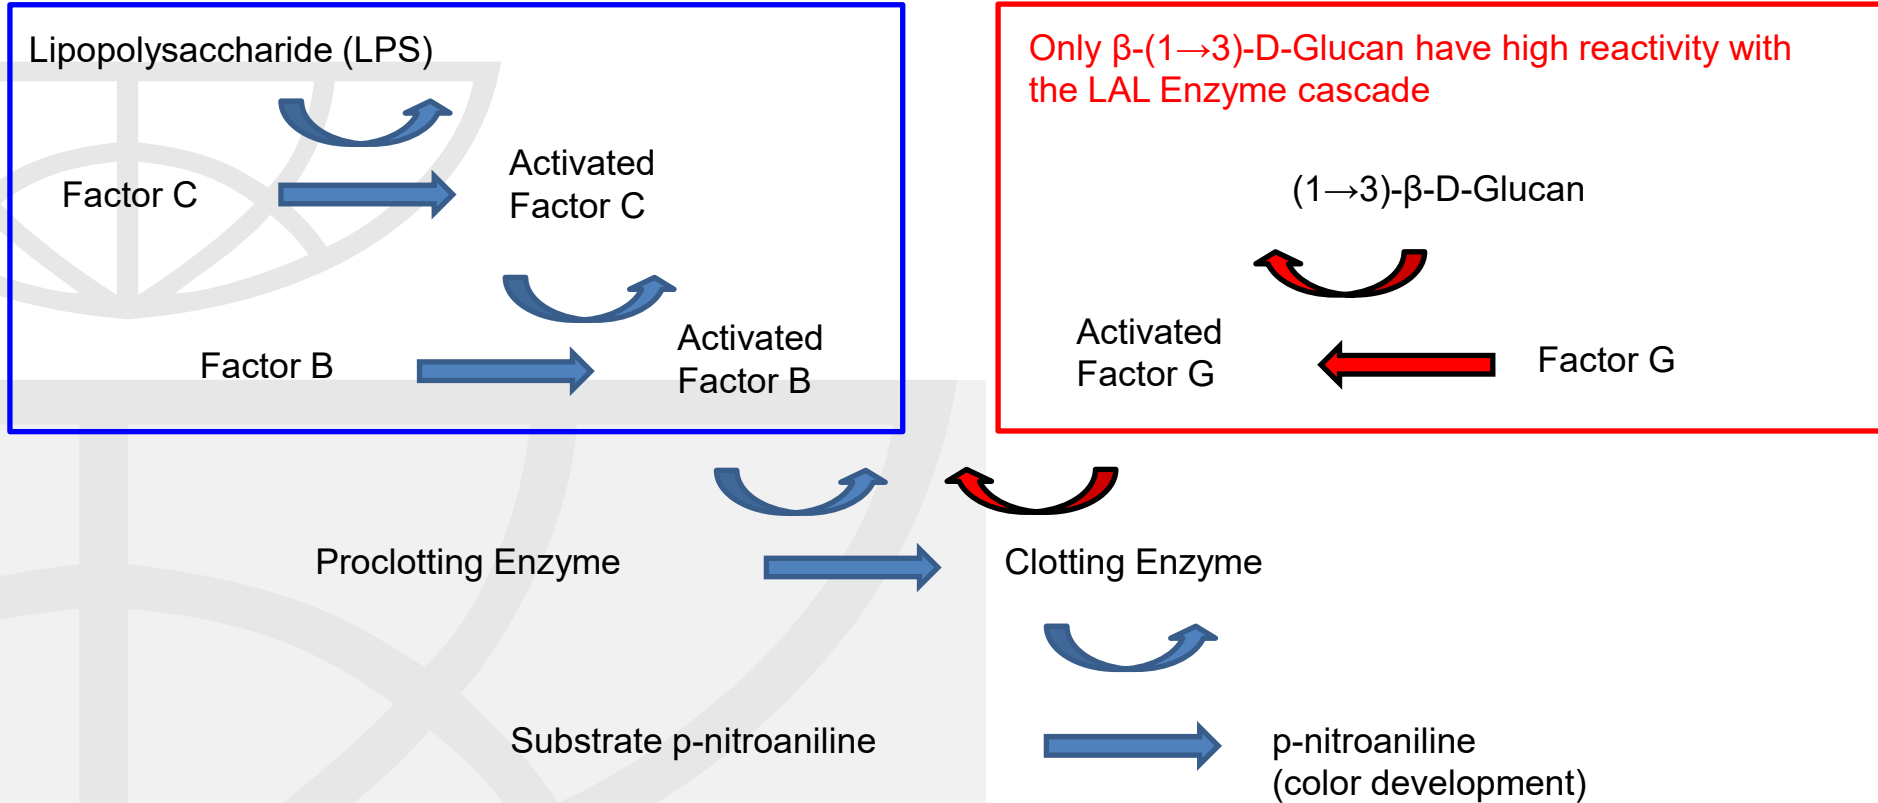 Lipopolysaccharide (LPS)
Factor C
Activated
Factor C
Factor B
Activated
Factor B
Only β-(1→3)-D-Glucan have high reactivity with
the LAL Enzyme cascade
(1→3)-β-D-Glucan
Activated
Factor G
Factor G
Proclotting Enzyme
Clotting Enzyme
Substrate p-nitroaniline
p-nitroaniline
(color development)